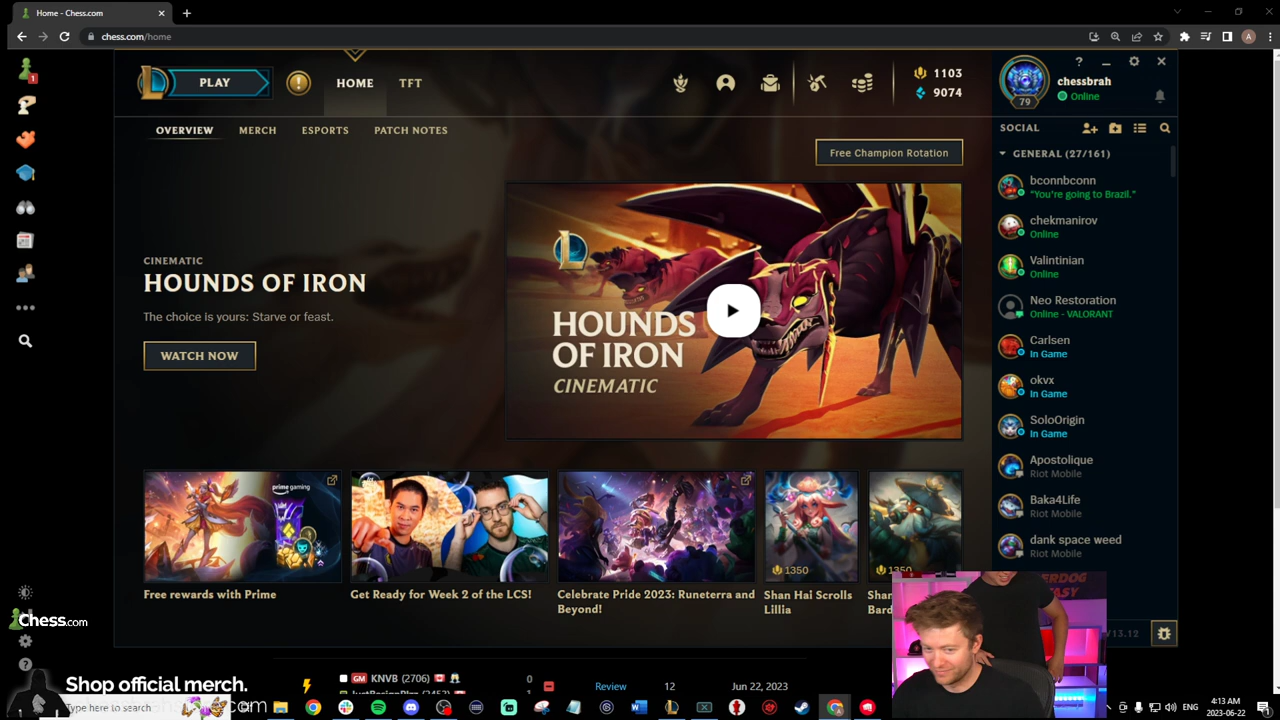 Home - Chess.com
chess.com/home
A
1
PLAY
HOME
TFT
1103
9074
79
chessbrah
Online
OVERVIEW
MERCH
ESPORTS
PATCH NOTES
Free Champion Rotation
SOCIAL
GENERAL (27/161)
bconnbconn
“You're going to Brazil.”
chekmanirov
Online
Valintinian
Online
Neo Restoration
Online - VALORANT
Carlsen
In Game
okvx
In Game
SoloOrigin
In Game
Apostolique
Riot Mobile
Baka4Life
Riot Mobile
dank space weed
Riot Mobile
CINEMATIC
HOUNDS OF IRON
The choice is yours: Starve or feast.
WATCH NOW
HOUNDS
OF IRON
CINEMATIC
prime gaming
1350
1350
Free rewards with Prime
Get Ready for Week 2 of the LCS!
Celebrate Pride 2023: Runeterra and
Beyond!
Shan Hai Scrolls
Lillia
Shan
Bard
V13.12
Chess.com
Shop official merch.
GM KNVB (2706)
0
Review
12
Jun 22, 2023
Type here to search
ENG
4:13 AM
2023-06-22